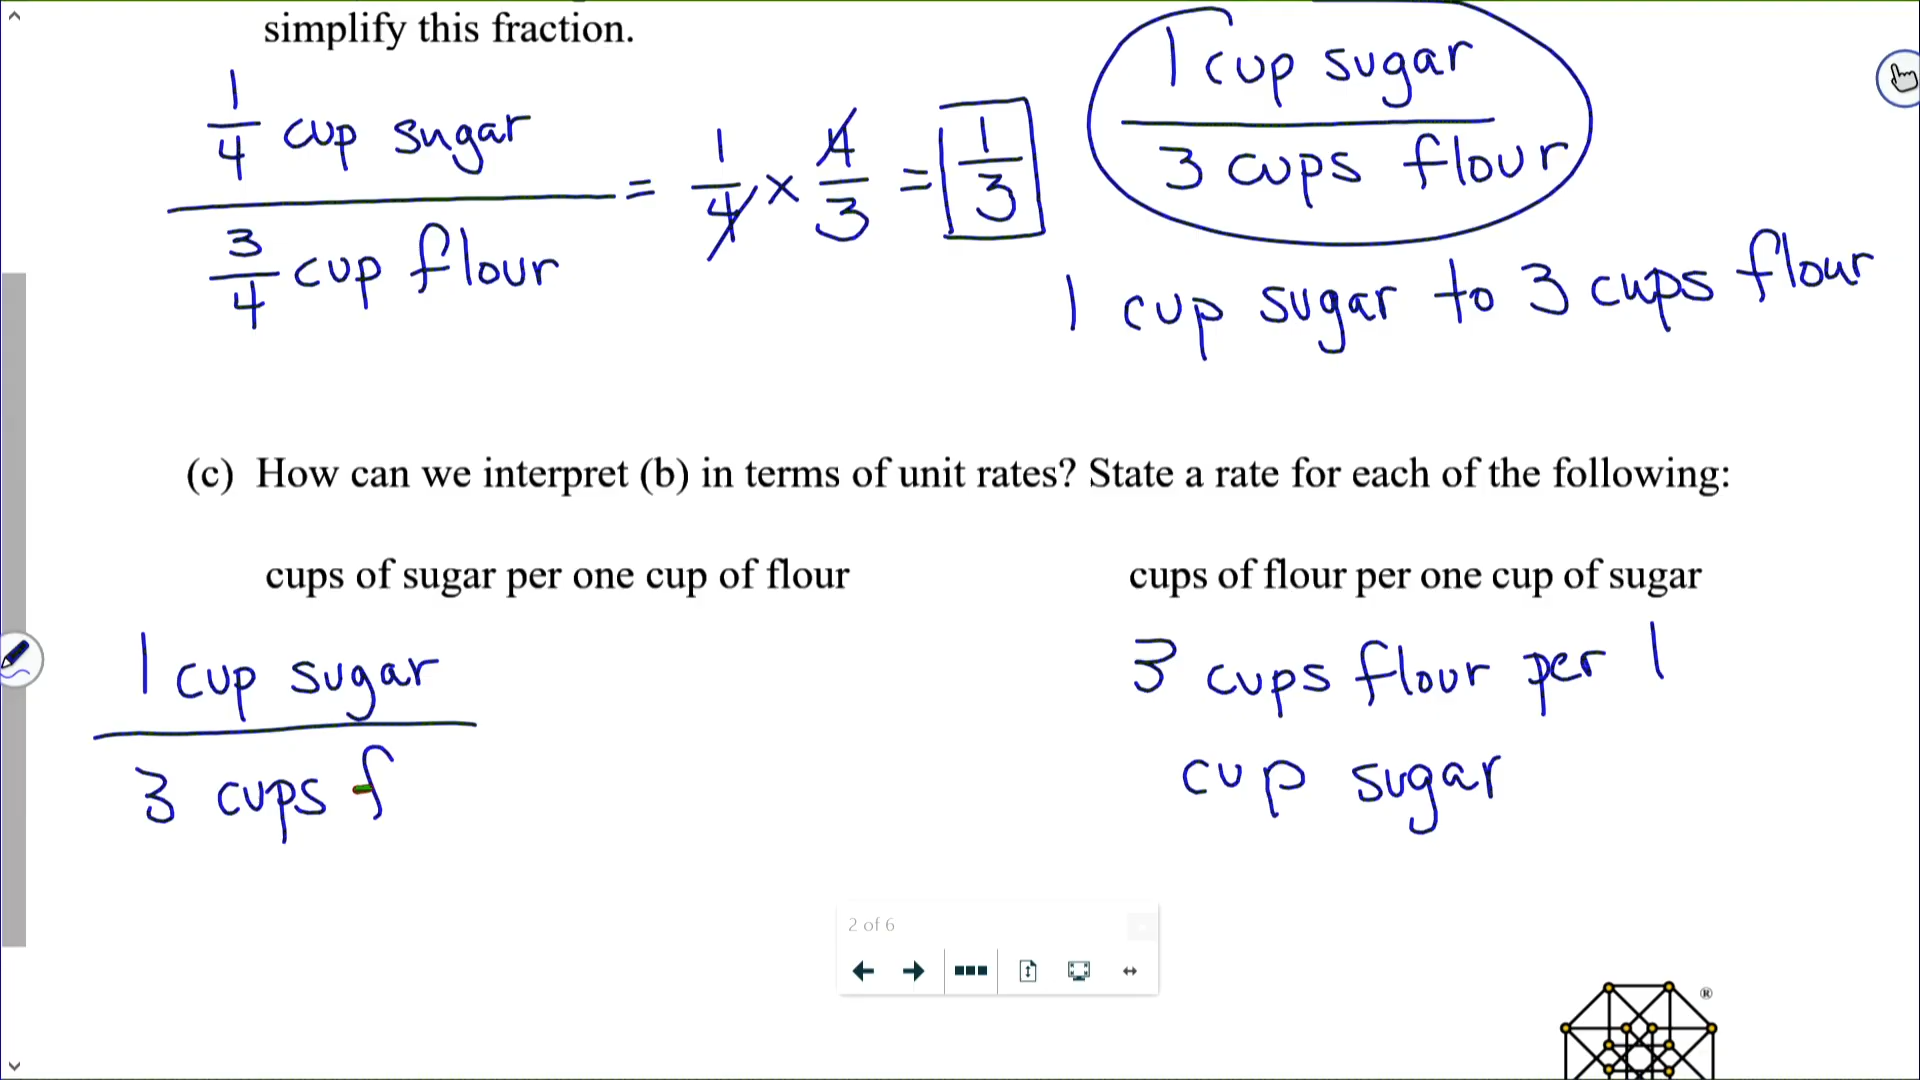 simplify this fraction.
1/4 cup sugar
3/4 cup flour
= 1/4 × 4/3 = 1/3
1 cup sugar
3 cups flour
1 cup sugar to 3 cups flour
(c) How can we interpret (b) in terms of unit rates? State a rate for each of the following:
cups of sugar per one cup of flour
1 cup sugar
3 cups f
cups of flour per one cup of sugar
3 cups flour per 1
cup sugar
2 of 6
®